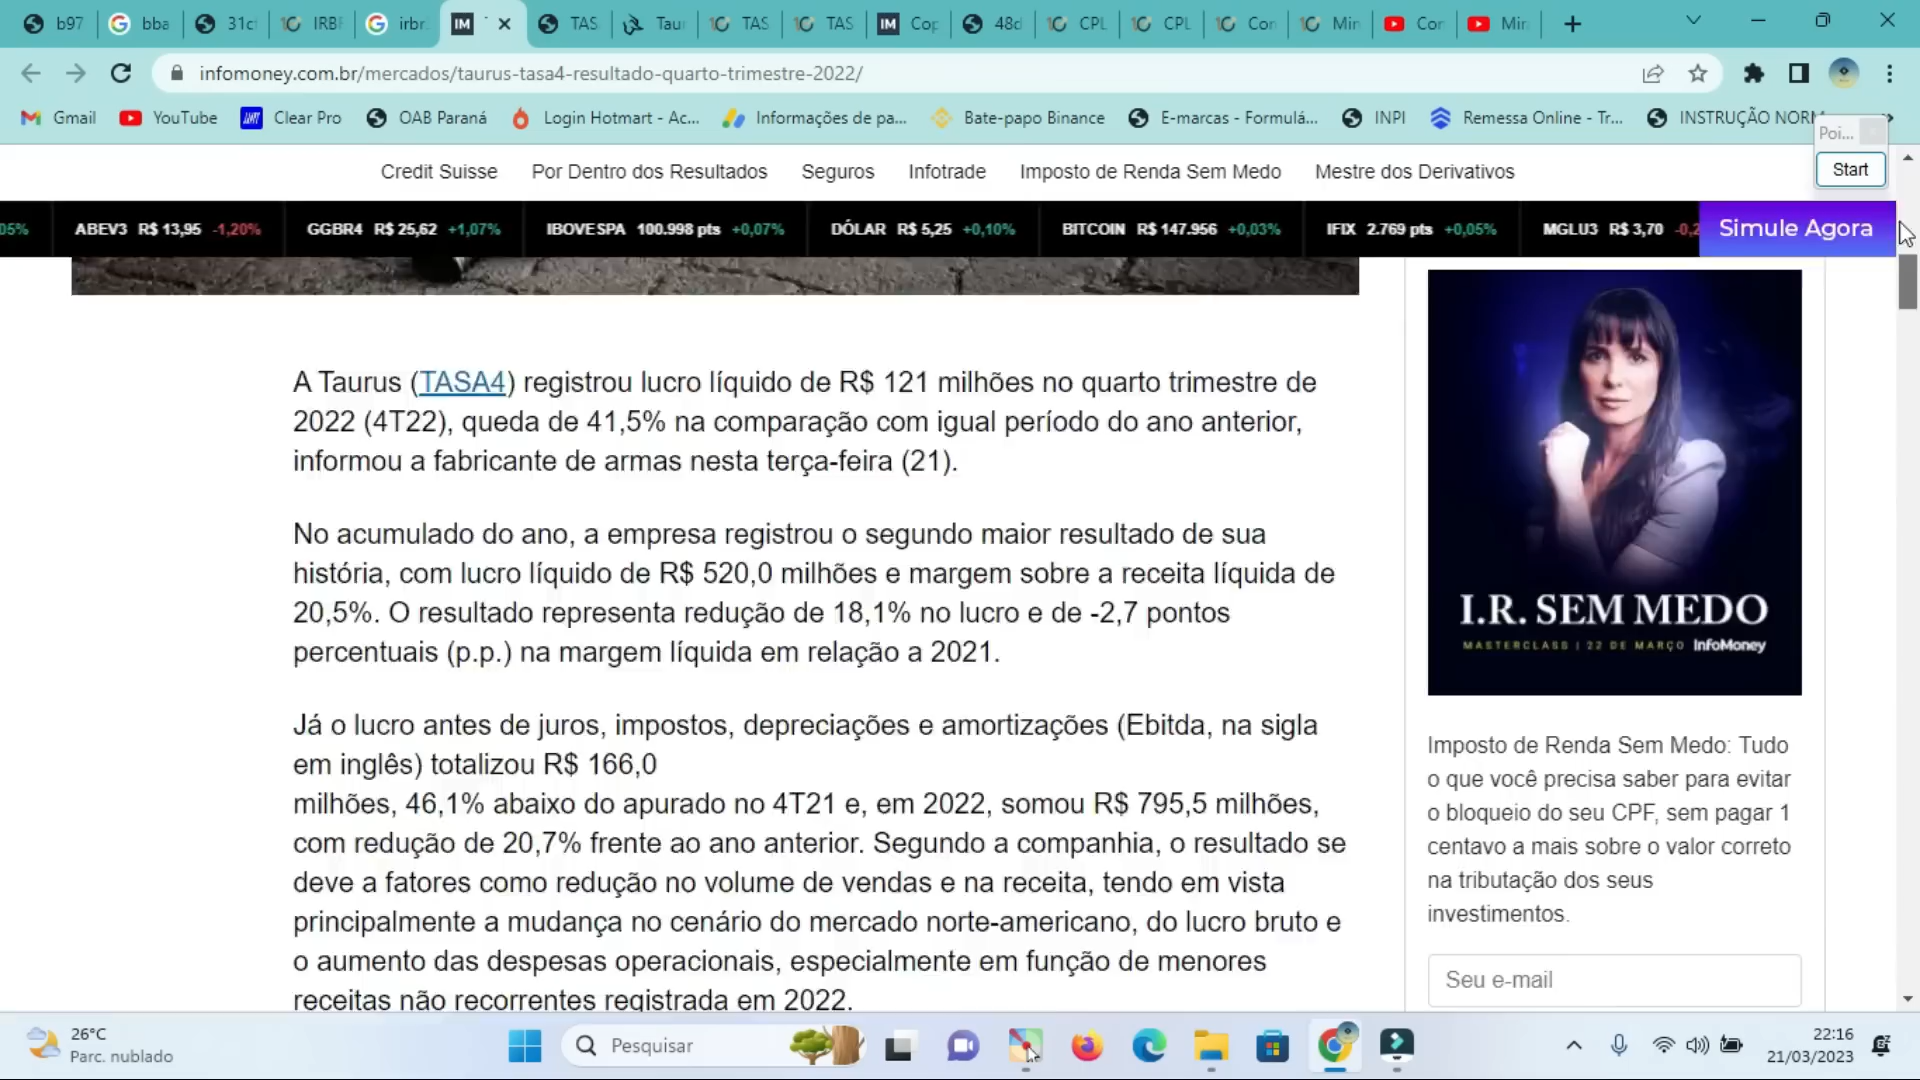 b97
bba
31c
IRBI
irbr
TAS
Taur
TAS
TAS
Cop
48d
CPL
CPL
Con
Min
Con
Min
infomoney.com.br/mercados/taurus-tasa4-resultado-quarto-trimestre-2022/
Gmail YouTube Clear Pro OAB Paraná Login Hotmart - Ac... Informações de pa... Bate-papo Binance E-marcas - Formulá... INPI Remessa Online - Tr... INSTRUÇÃO NORM
Poi...
Start
Credit Suisse Por Dentro dos Resultados Seguros Infotrade Imposto de Renda Sem Medo Mestre dos Derivativos
05% ABEV3 R$ 13,95 -1,20% GGBR4 R$ 25,62 +1,07% IBOVESPA 100.998 pts +0,07% DÓLAR R$ 5,25 +0,10% BITCOIN R$ 147.956 +0,03% IFIX 2.769 pts +0,05% MGLU3 R$ 3,70 -0,2
Simule Agora
A Taurus (TASA4) registrou lucro líquido de R$ 121 milhões no quarto trimestre de
2022 (4T22), queda de 41,5% na comparação com igual período do ano anterior,
informou a fabricante de armas nesta terça-feira (21).
No acumulado do ano, a empresa registrou o segundo maior resultado de sua
história, com lucro líquido de R$ 520,0 milhões e margem sobre a receita líquida de
20,5%. O resultado representa redução de 18,1% no lucro e de -2,7 pontos
percentuais (p.p.) na margem líquida em relação a 2021.
Já o lucro antes de juros, impostos, depreciações e amortizações (Ebitda, na sigla
em inglês) totalizou R$ 166,0
milhões, 46,1% abaixo do apurado no 4T21 e, em 2022, somou R$ 795,5 milhões,
com redução de 20,7% frente ao ano anterior. Segundo a companhia, o resultado se
deve a fatores como redução no volume de vendas e na receita, tendo em vista
principalmente a mudança no cenário do mercado norte-americano, do lucro bruto e
o aumento das despesas operacionais, especialmente em função de menores
receitas não recorrentes registrada em 2022.
I.R. SEM MEDO
MASTERCLASS | 22 DE MARÇO InfoMoney
Imposto de Renda Sem Medo: Tudo
o que você precisa saber para evitar
o bloqueio do seu CPF, sem pagar 1
centavo a mais sobre o valor correto
na tributação dos seus
investimentos.
Seu e-mail
26°C
Parc. nublado
Pesquisar
22:16
21/03/2023